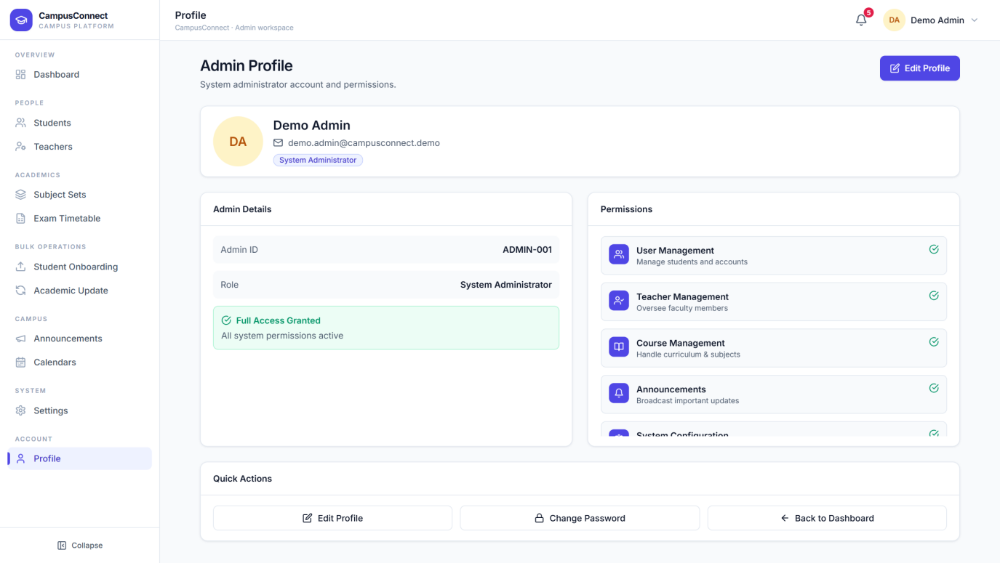 CampusConnect
CAMPUS PLATFORM
OVERVIEW
Dashboard
PEOPLE
Students
Teachers
ACADEMICS
Subject Sets
Exam Timetable
BULK OPERATIONS
Student Onboarding
Academic Update
CAMPUS
Announcements
Calendars
SYSTEM
Settings
ACCOUNT
Profile
Collapse
Profile
CampusConnect · Admin workspace
5
DA
Demo Admin
Admin Profile
System administrator account and permissions.
Edit Profile
DA
Demo Admin
demo.admin@campusconnect.demo
System Administrator
Admin Details
Admin ID
ADMIN-001
Role
System Administrator
Full Access Granted
All system permissions active
Permissions
User Management
Manage students and accounts
Teacher Management
Oversee faculty members
Course Management
Handle curriculum & subjects
Announcements
Broadcast important updates
System Configuration
Quick Actions
Edit Profile
Change Password
Back to Dashboard